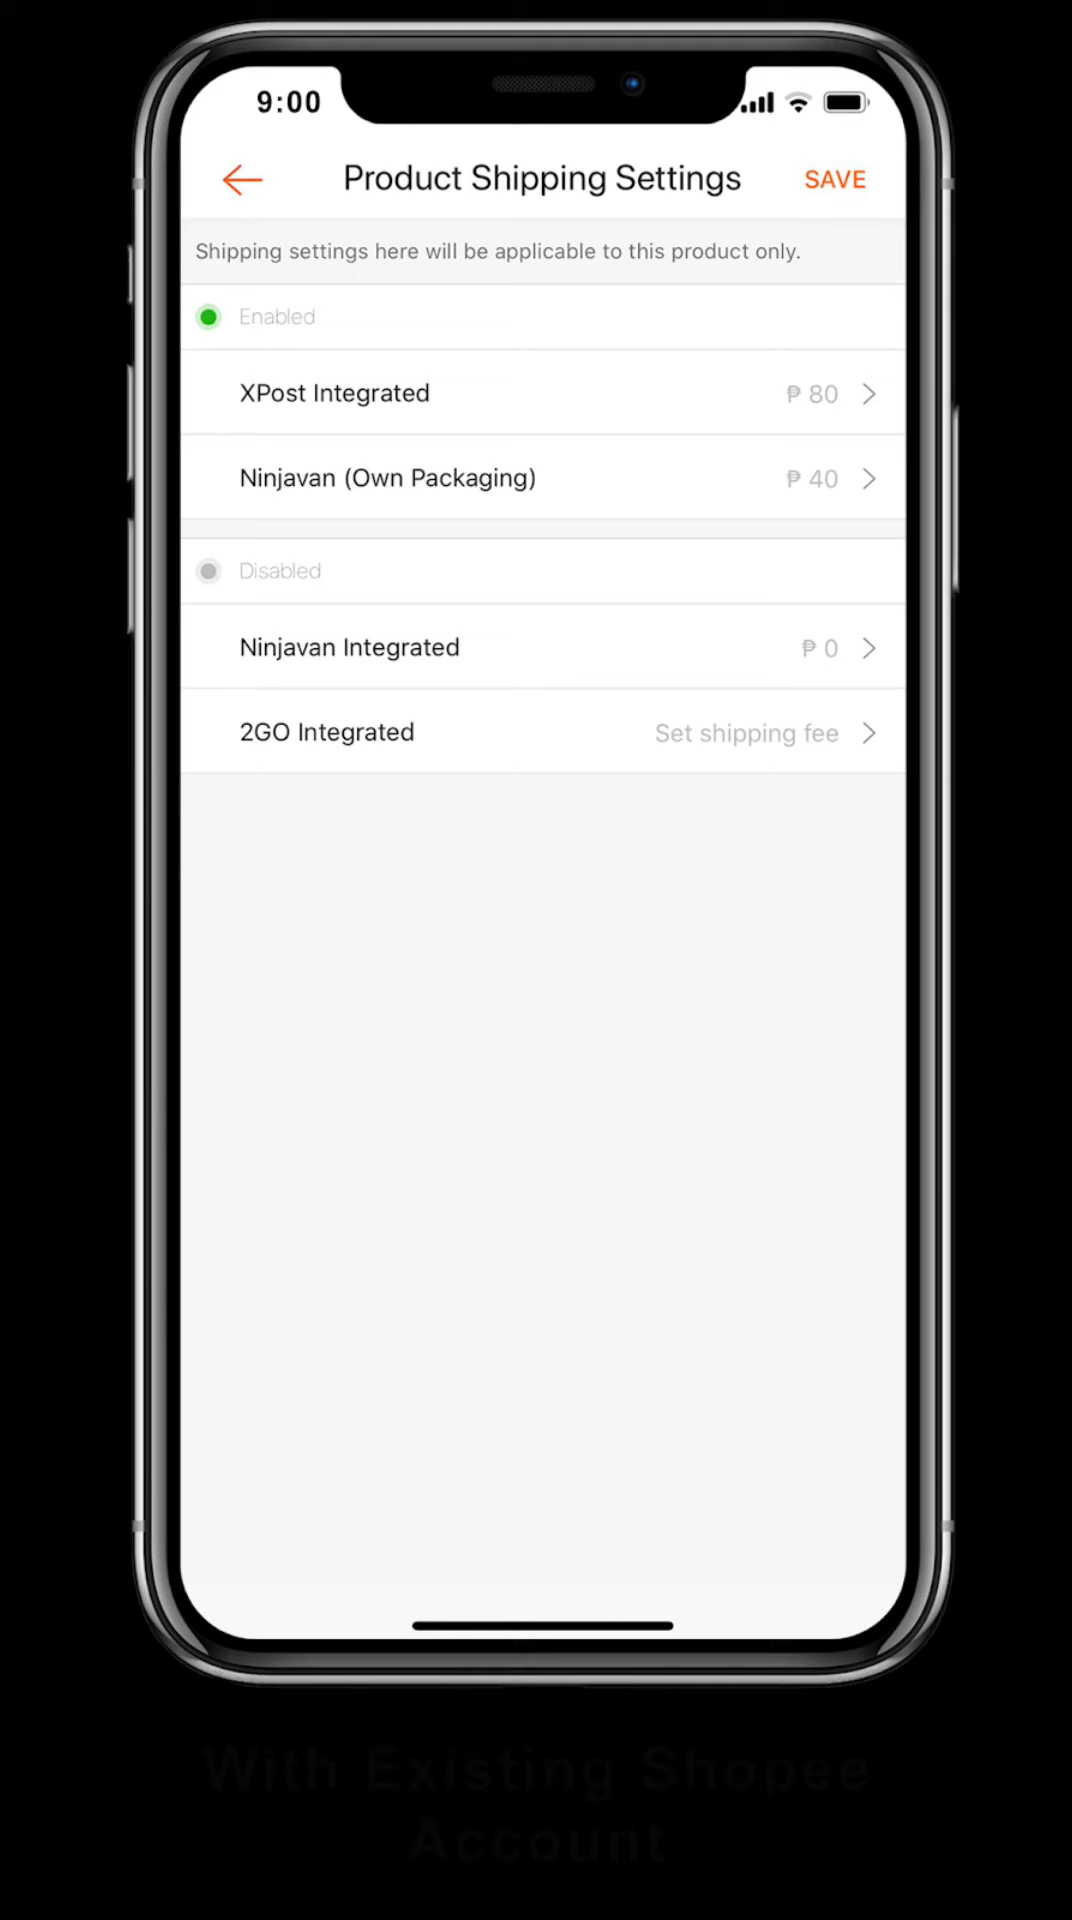 9:00
Product Shipping Settings SAVE
Shipping settings here will be applicable to this product only.
Enabled
XPost Integrated ₱ 80
Ninjavan (Own Packaging) ₱ 40
Disabled
Ninjavan Integrated ₱ 0
2GO Integrated Set shipping fee
With Existing Shopee
Account